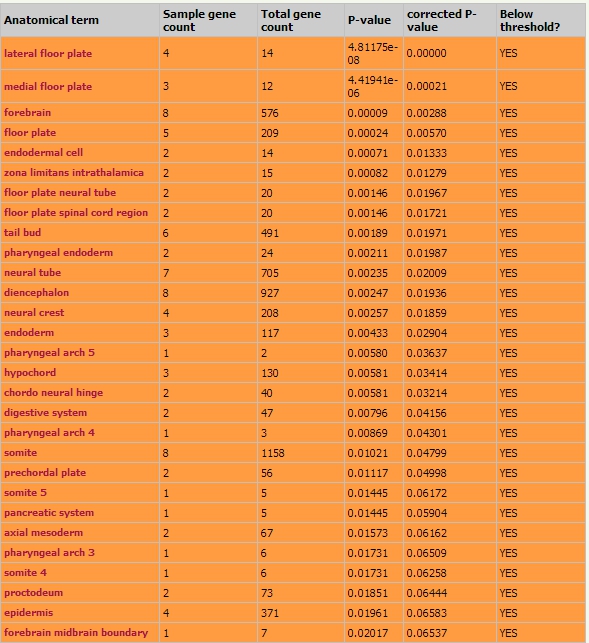 Anatomical term Sample gene count Total gene count P-value corrected P-value Below threshold?
lateral floor plate 4 14 4.81175e-08 0.00000 YES
medial floor plate 3 12 4.41941e-06 0.00021 YES
forebrain 8 576 0.00009 0.00288 YES
floor plate 5 209 0.00024 0.00570 YES
endodermal cell 2 14 0.00071 0.01333 YES
zona limitans intrathalamica 2 15 0.00082 0.01279 YES
floor plate neural tube 2 20 0.00146 0.01967 YES
floor plate spinal cord region 2 20 0.00146 0.01721 YES
tail bud 6 491 0.00189 0.01971 YES
pharyngeal endoderm 2 24 0.00211 0.01987 YES
neural tube 7 705 0.00235 0.02009 YES
diencephalon 8 927 0.00247 0.01936 YES
neural crest 4 208 0.00257 0.01859 YES
endoderm 3 117 0.00433 0.02904 YES
pharyngeal arch 5 1 2 0.00580 0.03637 YES
hypochord 3 130 0.00581 0.03414 YES
chordo neural hinge 2 40 0.00581 0.03214 YES
digestive system 2 47 0.00796 0.04156 YES
pharyngeal arch 4 1 3 0.00869 0.04301 YES
somite 8 1158 0.01021 0.04799 YES
prechordal plate 2 56 0.01117 0.04998 YES
somite 5 1 5 0.01445 0.06172 YES
pancreatic system 1 5 0.01445 0.05904 YES
axial mesoderm 2 67 0.01573 0.06162 YES
pharyngeal arch 3 1 6 0.01731 0.06509 YES
somite 4 1 6 0.01731 0.06258 YES
proctodeum 2 73 0.01851 0.06444 YES
epidermis 4 371 0.01961 0.06583 YES
forebrain midbrain boundary 1 7 0.02017 0.06537 YES